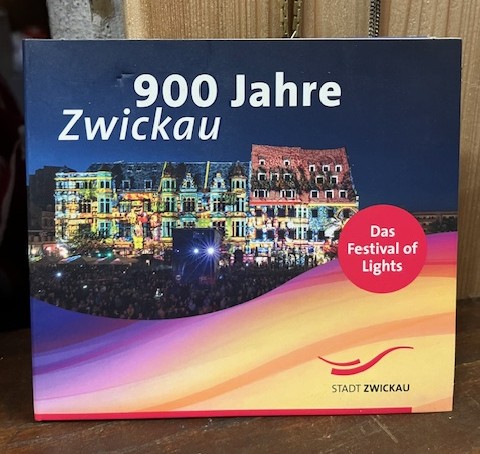 900 Jahre
Zwickau
Das
Festival of
Lights
STADT ZWICKAU